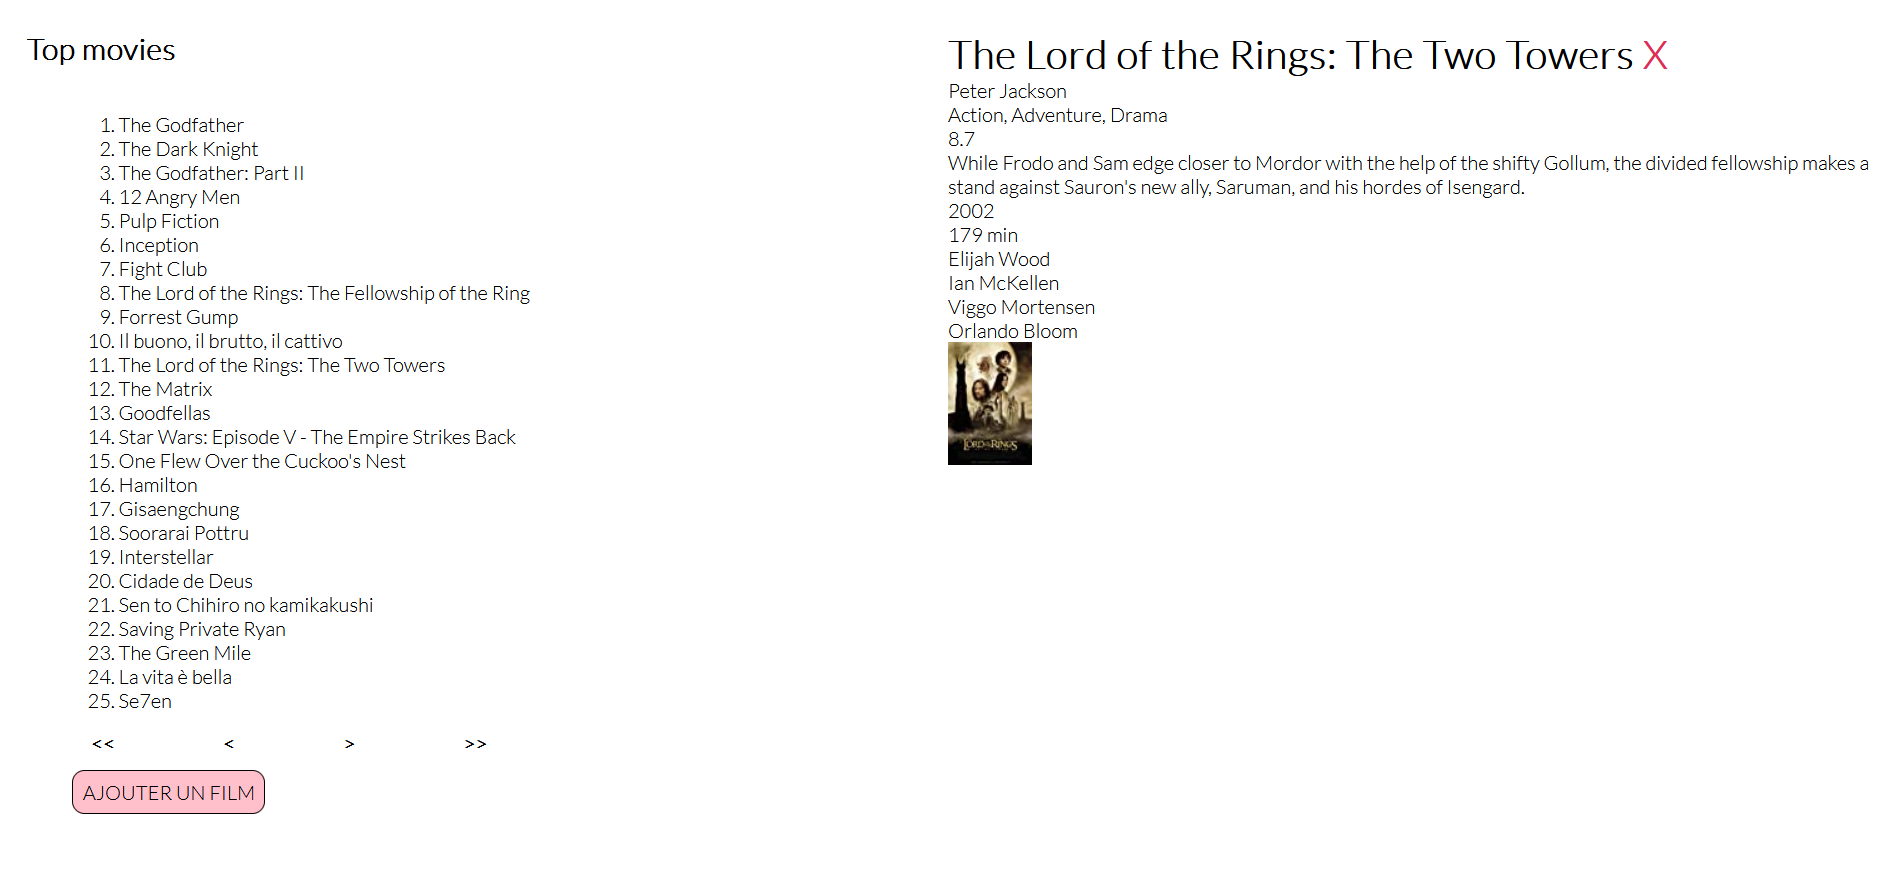 Top movies
1. The Godfather
2. The Dark Knight
3. The Godfather: Part II
4. 12 Angry Men
5. Pulp Fiction
6. Inception
7. Fight Club
8. The Lord of the Rings: The Fellowship of the Ring
9. Forrest Gump
10. Il buono, il brutto, il cattivo
11. The Lord of the Rings: The Two Towers
12. The Matrix
13. Goodfellas
14. Star Wars: Episode V - The Empire Strikes Back
15. One Flew Over the Cuckoo's Nest
16. Hamilton
17. Gisaengchung
18. Soorarai Pottru
19. Interstellar
20. Cidade de Deus
21. Sen to Chihiro no kamikakushi
22. Saving Private Ryan
23. The Green Mile
24. La vita è bella
25. Se7en
<< < > >>
AJOUTER UN FILM
The Lord of the Rings: The Two Towers X
Peter Jackson
Action, Adventure, Drama
8.7
While Frodo and Sam edge closer to Mordor with the help of the shifty Gollum, the divided fellowship makes a
stand against Sauron's new ally, Saruman, and his hordes of Isengard.
2002
179 min
Elijah Wood
Ian McKellen
Viggo Mortensen
Orlando Bloom
LORD OF THE RINGS